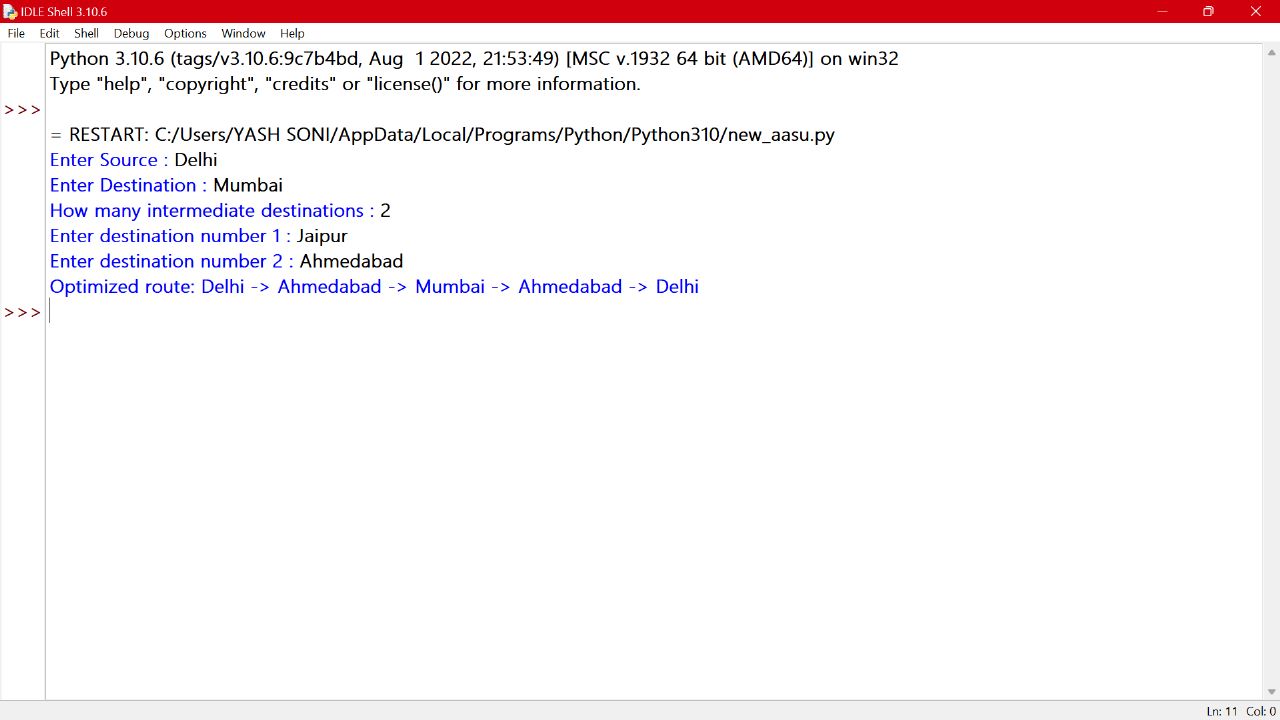 IDLE Shell 3.10.6
File Edit Shell Debug Options Window Help
Python 3.10.6 (tags/v3.10.6:9c7b4bd, Aug  1 2022, 21:53:49) [MSC v.1932 64 bit (AMD64)] on win32
Type "help", "copyright", "credits" or "license()" for more information.
>>>
= RESTART: C:/Users/YASH SONI/AppData/Local/Programs/Python/Python310/new_aasu.py
Enter Source : Delhi
Enter Destination : Mumbai
How many intermediate destinations : 2
Enter destination number 1 : Jaipur
Enter destination number 2 : Ahmedabad
Optimized route: Delhi -> Ahmedabad -> Mumbai -> Ahmedabad -> Delhi
>>>
Ln: 11 Col: 0